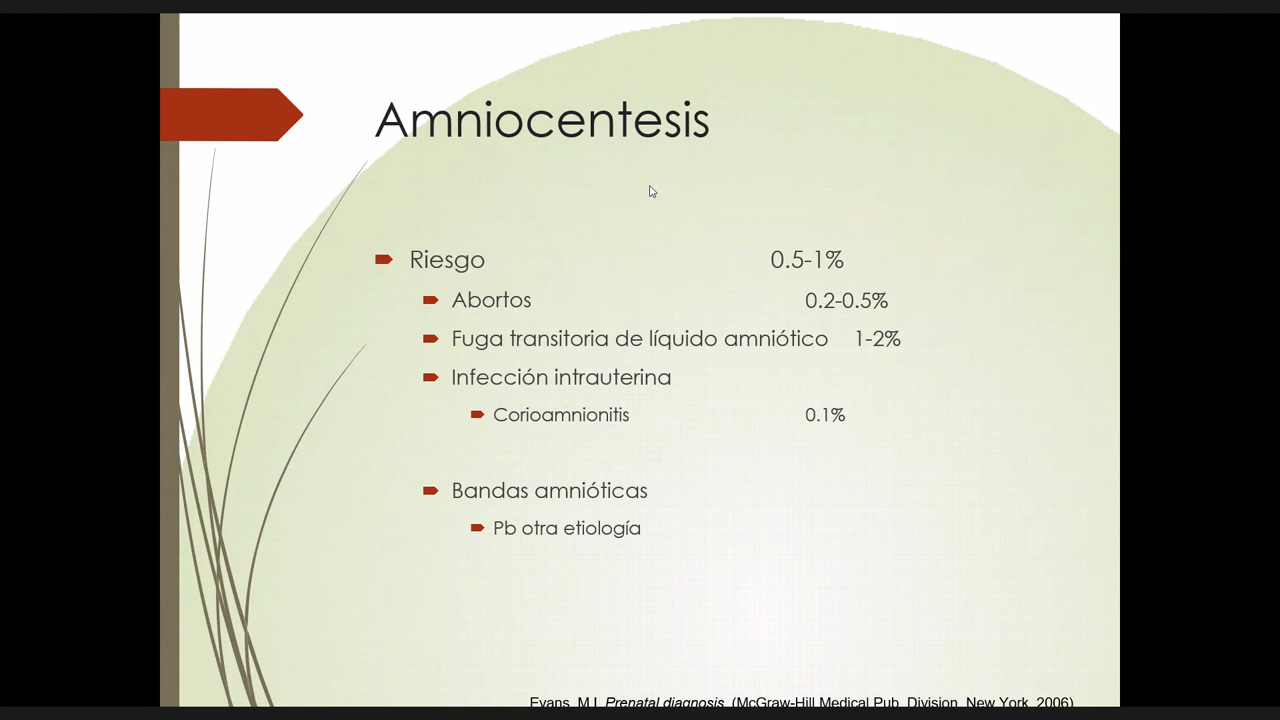 Amniocentesis
Riesgo 0.5-1%
Abortos 0.2-0.5%
Fuga transitoria de líquido amniótico 1-2%
Infección intrauterina
Corioamnionitis 0.1%
Bandas amnióticas
Pb otra etiología
Evans, M.I. Prenatal diagnosis. (McGraw-Hill Medical Pub. Division, New York, 2006).